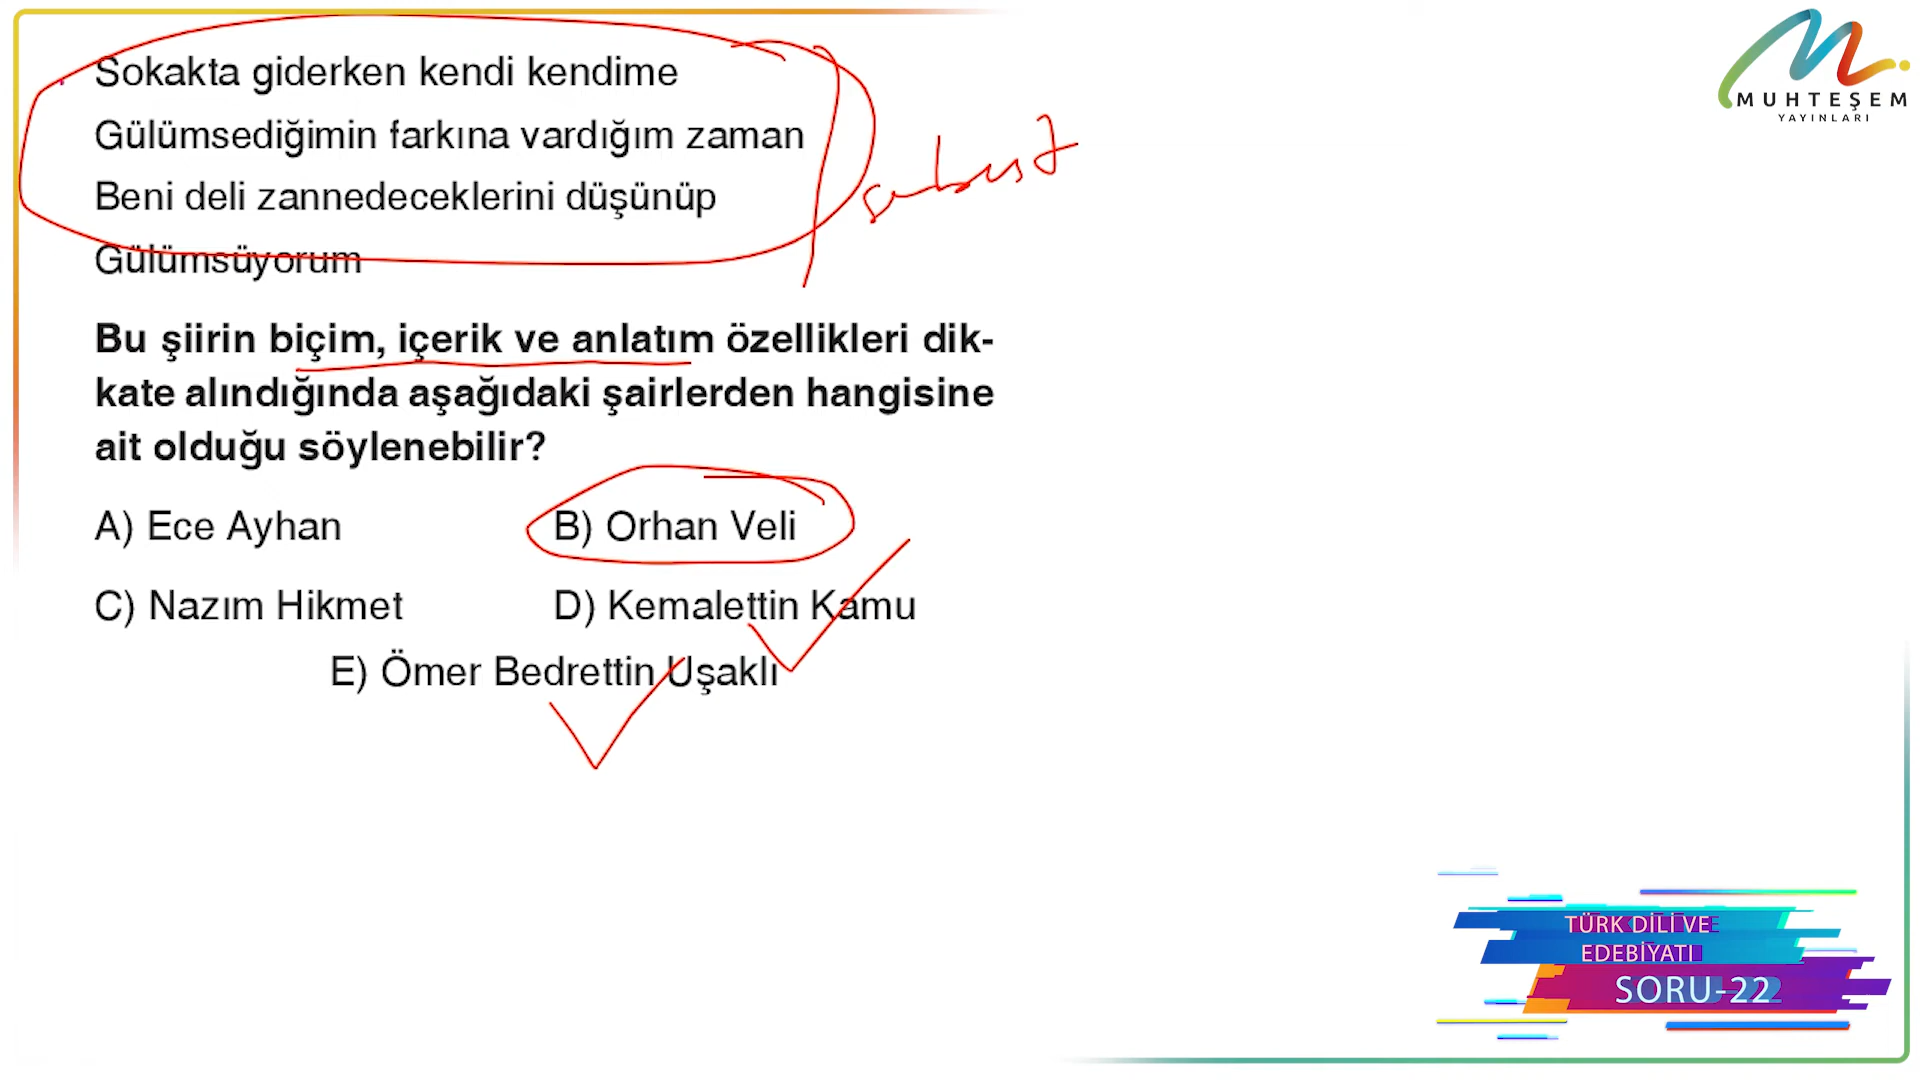 Sokakta giderken kendi kendime
Gülümsediğimin farkına vardığım zaman
Beni deli zannedeceklerini düşünüp
Gülümsüyorum
serbest
Bu şiirin biçim, içerik ve anlatım özellikleri dik-
kate alındığında aşağıdaki şairlerden hangisine
ait olduğu söylenebilir?
A) Ece Ayhan
B) Orhan Veli
C) Nazım Hikmet
D) Kemalettin Kamu
E) Ömer Bedrettin Uşaklı
MUHTEŞEM
YAYINLARI
TÜRK DİLİ VE
EDEBİYATI
SORU-22